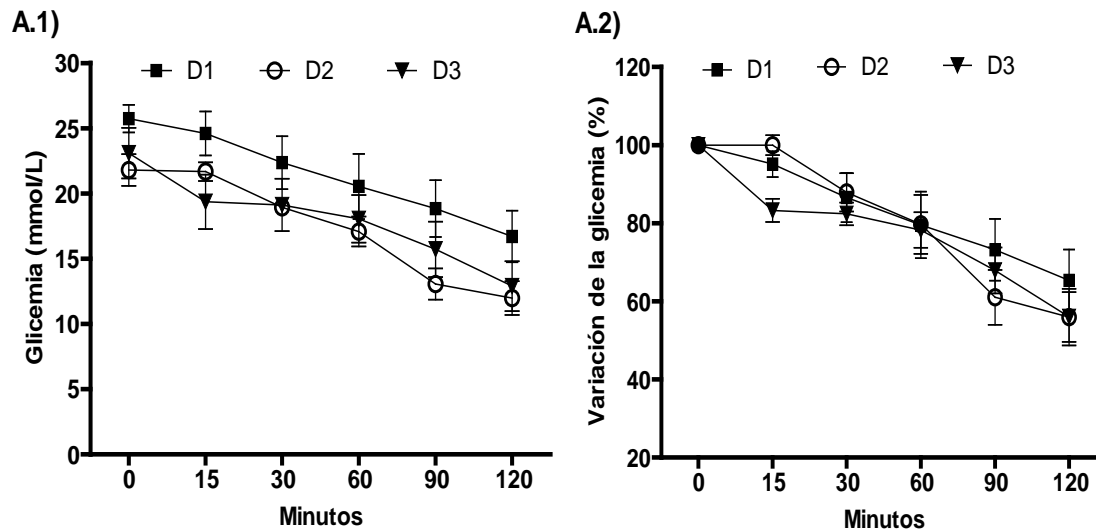 A.1)
D1 D2 D3
30
25
20
15
10
5
0
Glicemia (mmol/L)
0 15 30 60 90 120
Minutos
A.2)
D1 D2 D3
120
100
80
60
40
20
Variación de la glicemia (%)
0 15 30 60 90 120
Minutos